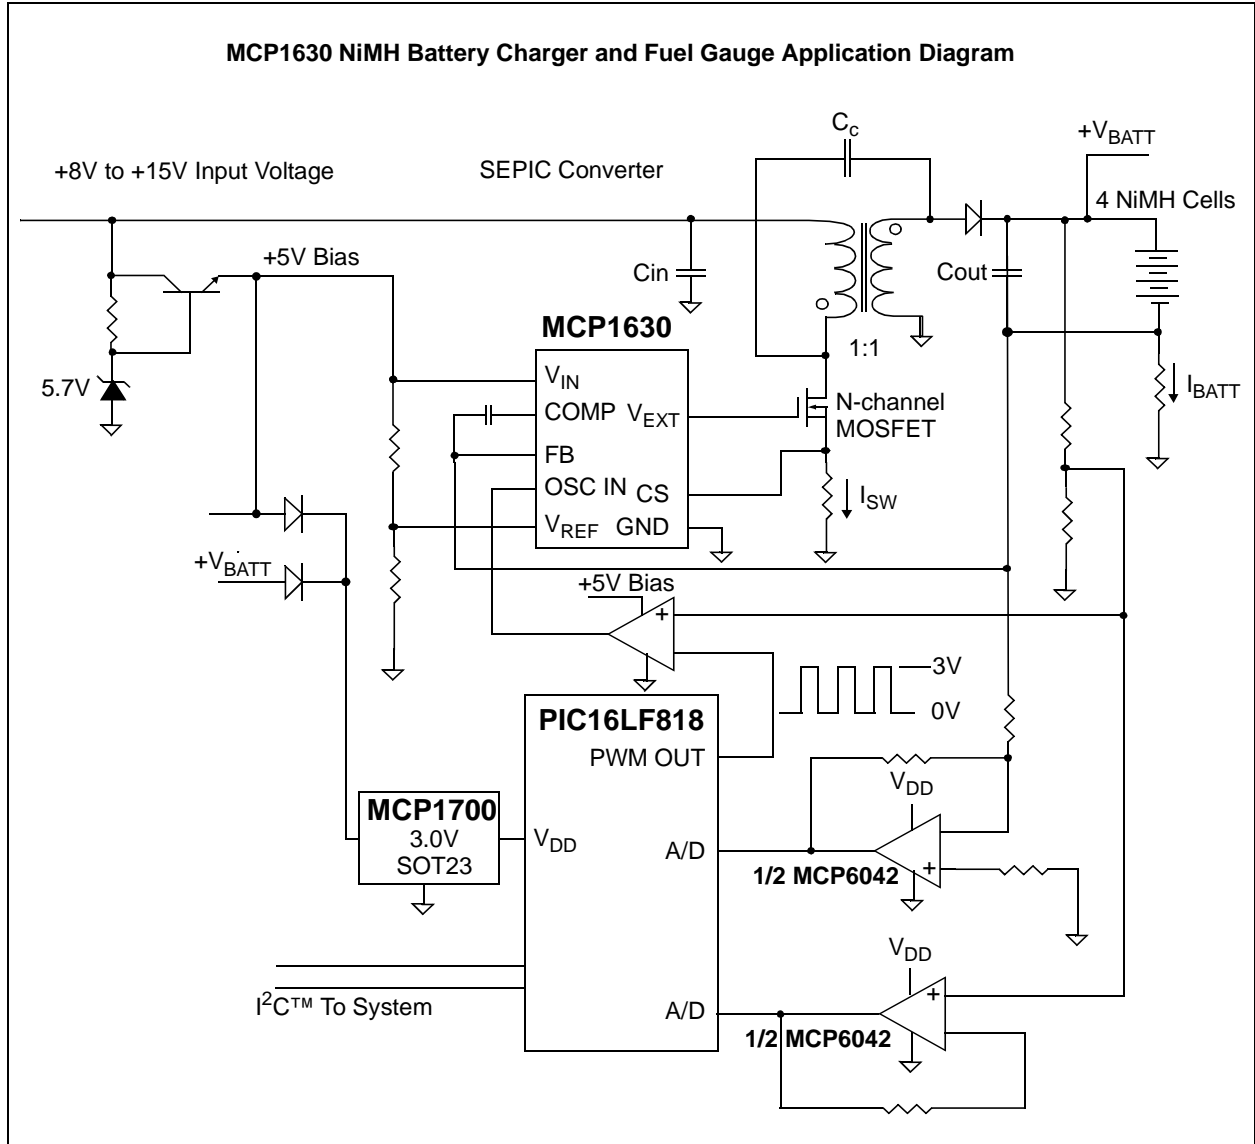 MCP1630 NiMH Battery Charger and Fuel Gauge Application Diagram
+8V to +15V Input Voltage
SEPIC Converter
Cc
+VBATT
4 NiMH Cells
+5V Bias
Cin
Cout
5.7V
1:1
IBATT
MCP1630
VIN
COMP
VEXT
FB
OSC IN
CS
VREF
GND
N-channel
MOSFET
ISW
+VBATT
+5V Bias
+
3V
0V
PIC16LF818
PWM OUT
VDD
A/D
A/D
MCP1700
3.0V
SOT23
VDD
+
1/2 MCP6042
VDD
+
1/2 MCP6042
I2C™ To System